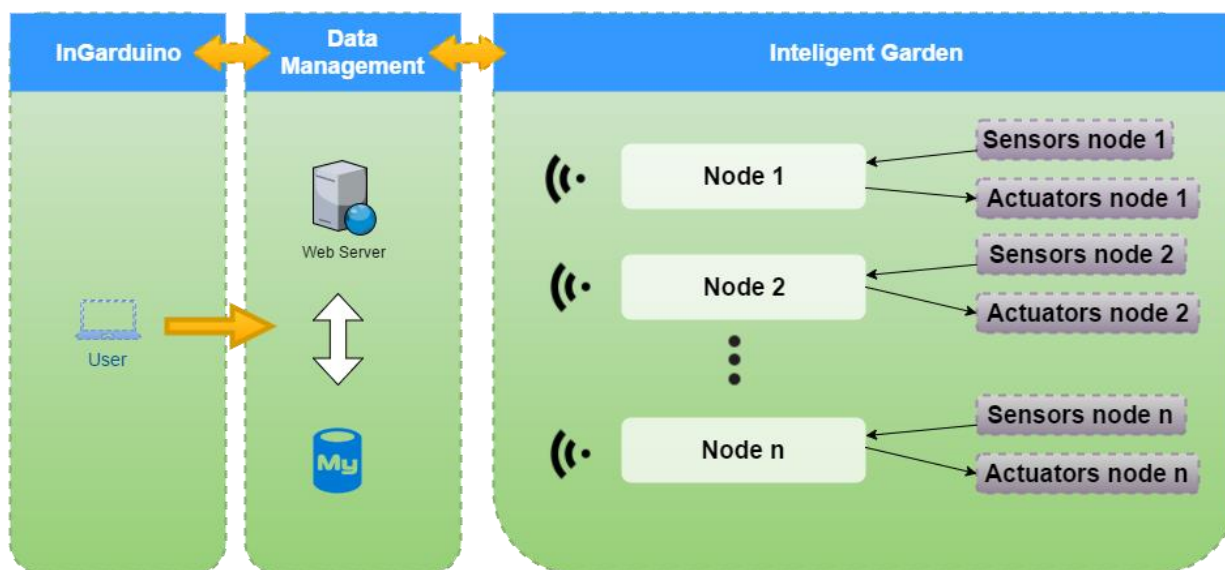 InGarduino
Data
Management
Inteligent Garden
Web Server
User
My
Node 1
Sensors node 1
Actuators node 1
Node 2
Sensors node 2
Actuators node 2
Node n
Sensors node n
Actuators node n